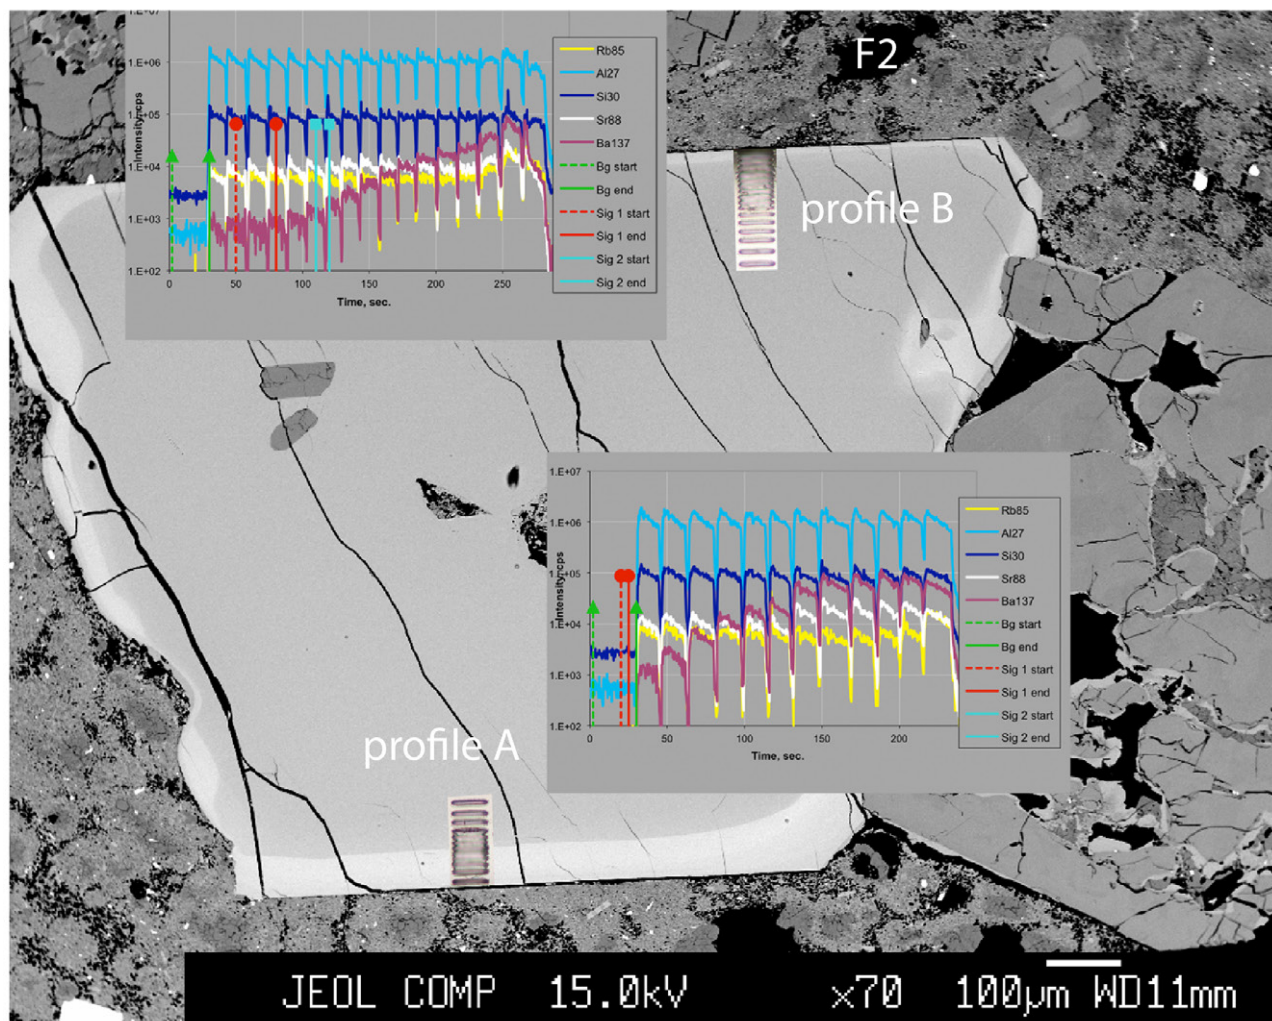 F2
1.E+07
1.E+06
1.E+05
1.E+04
1.E+03
1.E+02
Intensity, cps
0 50 100 150 200 250
Time, sec.
Rb85
Al27
Si30
Sr88
Ba137
Bg start
Bg end
Sig 1 start
Sig 1 end
Sig 2 start
Sig 2 end
profile B
1.E+07
1.E+06
1.E+05
1.E+04
1.E+03
1.E+02
Intensity, cps
0 50 100 150 200
Time, sec.
Rb85
Al27
Si30
Sr88
Ba137
Bg start
Bg end
Sig 1 start
Sig 1 end
Sig 2 start
Sig 2 end
profile A
JEOL COMP 15.0kV x70 100μm WD11mm